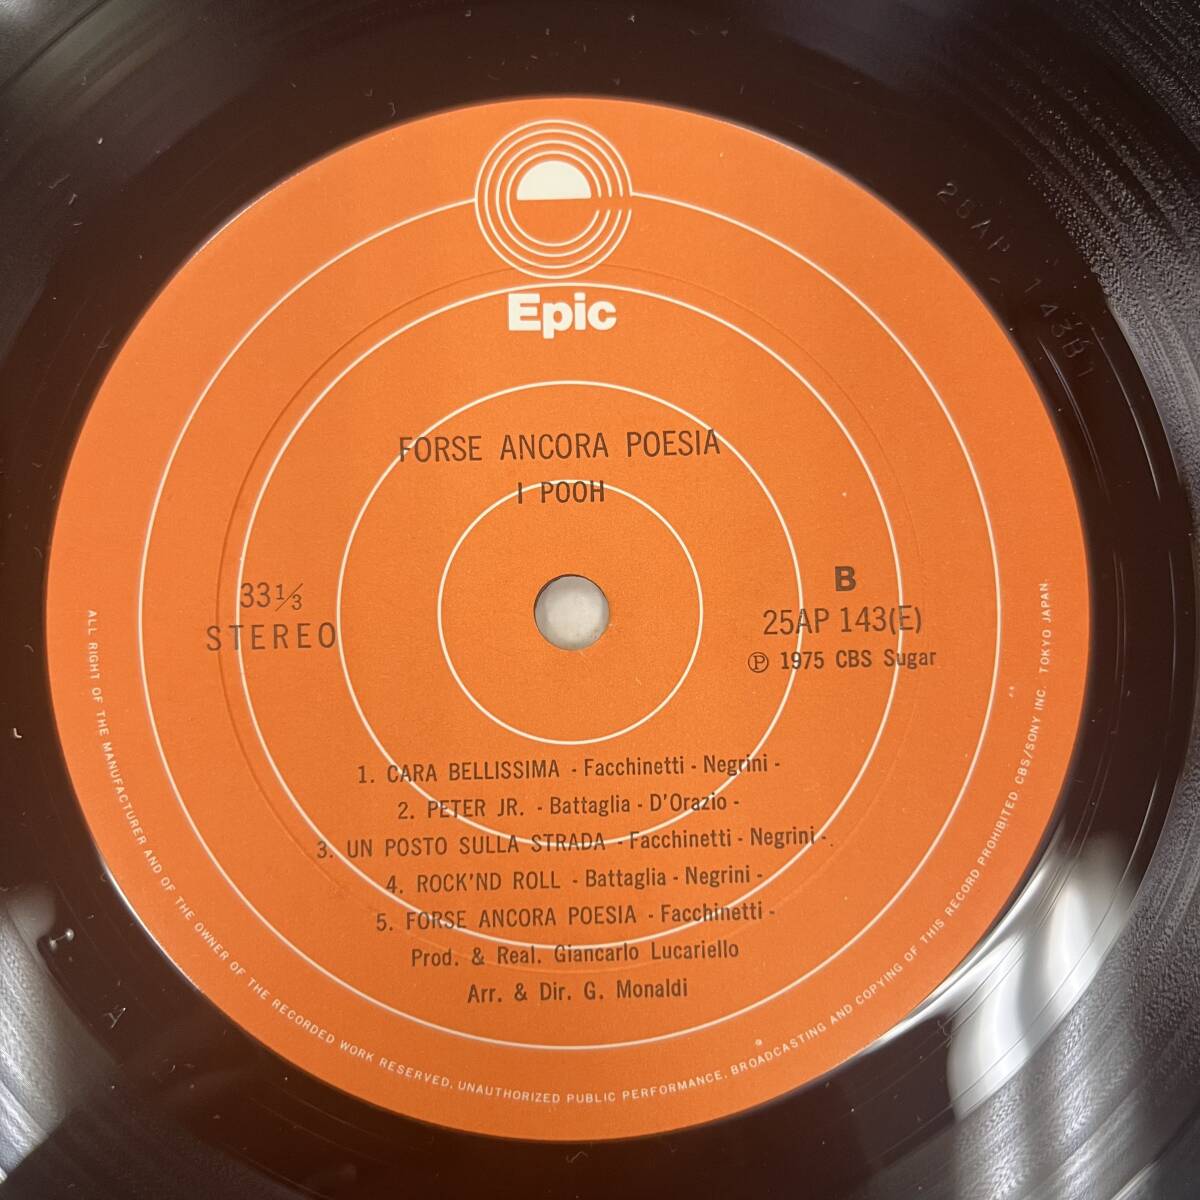 Epic
FORSE ANCORA POESIA
I POOH
33 1/3
STEREO
B
25AP 143(E)
Ⓟ 1975 CBS Sugar
1. CARA BELLISSIMA - Facchinetti - Negrini -
2. PETER JR. - Battaglia - D'Orazio -
3. UN POSTO SULLA STRADA - Facchinetti - Negrini -
4. ROCK'ND ROLL - Battaglia - Negrini -
5. FORSE ANCORA POESIA - Facchinetti -
Prod. & Real. Giancarlo Lucariello
Arr. & Dir. G. Monaldi
ALL RIGHT OF THE MANUFACTURER AND OF THE OWNER OF THE RECORDED WORK RESERVED. UNAUTHORIZED PUBLIC PERFORMANCE. BROADCASTING AND COPYING OF THIS RECORD PROHIBITED. CBS/SONY INC. TOKYO JAPAN.
25AP 143B1